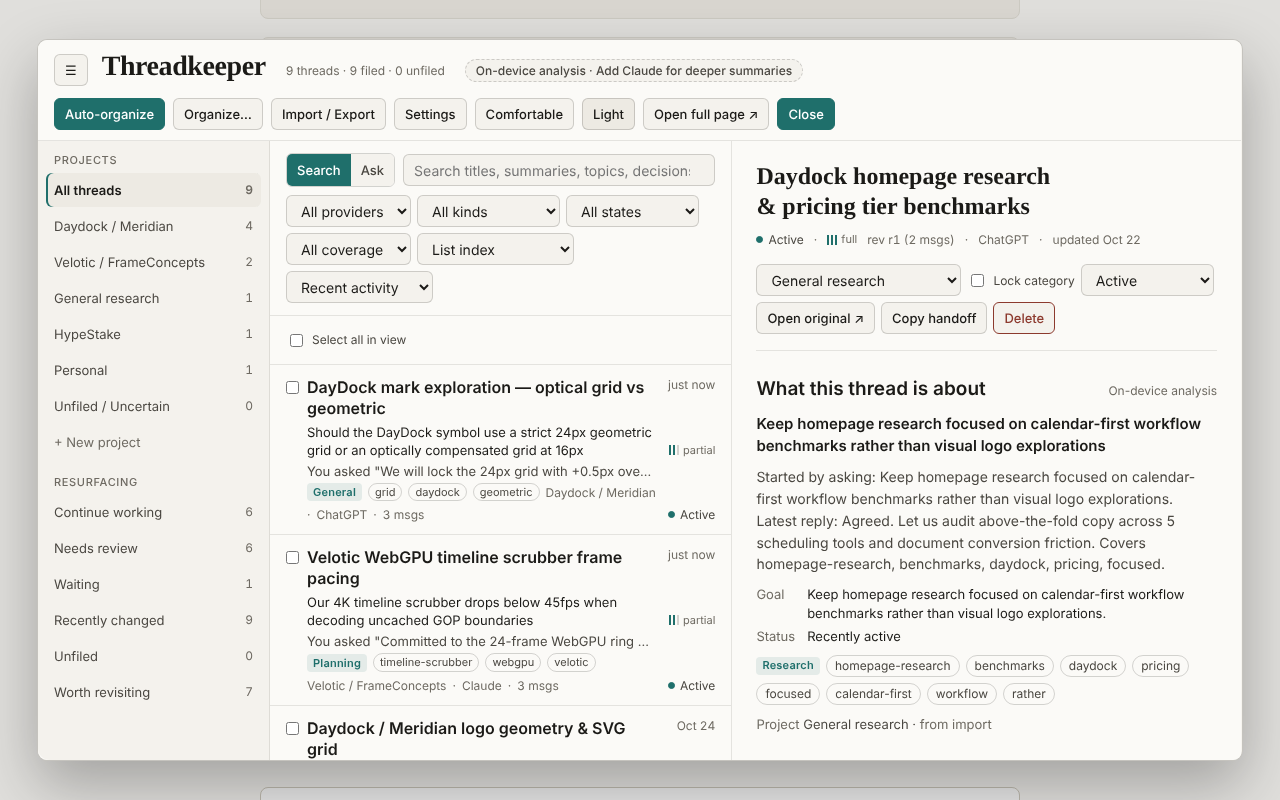 ☰
Threadkeeper
9 threads · 9 filed · 0 unfiled
On-device analysis · Add Claude for deeper summaries
Auto-organize
Organize...
Import / Export
Settings
Comfortable
Light
Open full page ↗
Close
PROJECTS
All threads 9
Daydock / Meridian 4
Velotic / FrameConcepts 2
General research 1
HypeStake 1
Personal 1
Unfiled / Uncertain 0
+ New project
RESURFACING
Continue working 6
Needs review 6
Waiting 1
Recently changed 9
Unfiled 0
Worth revisiting 7
Search
Ask
Search titles, summaries, topics, decision
All providers
All kinds
All states
All coverage
List index
Recent activity
Select all in view
DayDock mark exploration — optical grid vs
geometric
just now
Should the DayDock symbol use a strict 24px geometric
grid or an optically compensated grid at 16px
partial
You asked "We will lock the 24px grid with +0.5px ove...
General grid daydock geometric Daydock / Meridian
· ChatGPT · 3 msgs
Active
Velotic WebGPU timeline scrubber frame
pacing
just now
Our 4K timeline scrubber drops below 45fps when
decoding uncached GOP boundaries
partial
You asked "Committed to the 24-frame WebGPU ring ...
Planning timeline-scrubber webgpu velotic
Velotic / FrameConcepts · Claude · 3 msgs
Active
Daydock / Meridian logo geometry & SVG
grid
Oct 24
Daydock homepage research
& pricing tier benchmarks
Active · full rev r1 (2 msgs) · ChatGPT · updated Oct 22
General research
Lock category
Active
Open original ↗
Copy handoff
Delete
What this thread is about
On-device analysis
Keep homepage research focused on calendar-first workflow
benchmarks rather than visual logo explorations
Started by asking: Keep homepage research focused on calendar-
first workflow benchmarks rather than visual logo explorations.
Latest reply: Agreed. Let us audit above-the-fold copy across 5
scheduling tools and document conversion friction. Covers
homepage-research, benchmarks, daydock, pricing, focused.
Goal Keep homepage research focused on calendar-first workflow
benchmarks rather than visual logo explorations.
Status Recently active
Research homepage-research benchmarks daydock pricing
focused calendar-first workflow rather
Project General research · from import